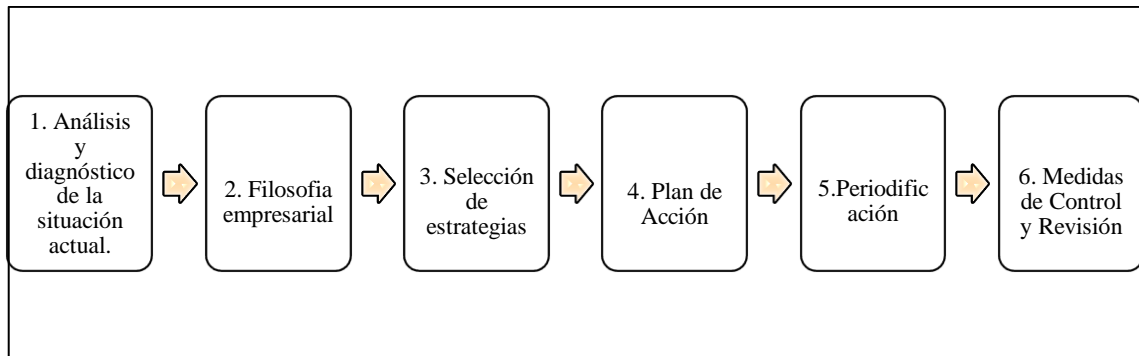 1. Análisis
y
diagnóstico
de la
situación
actual.
2. Filosofia
empresarial
3. Selección
de
estrategias
4. Plan de
Acción
5.Periodific
ación
6. Medidas
de Control
y Revisión